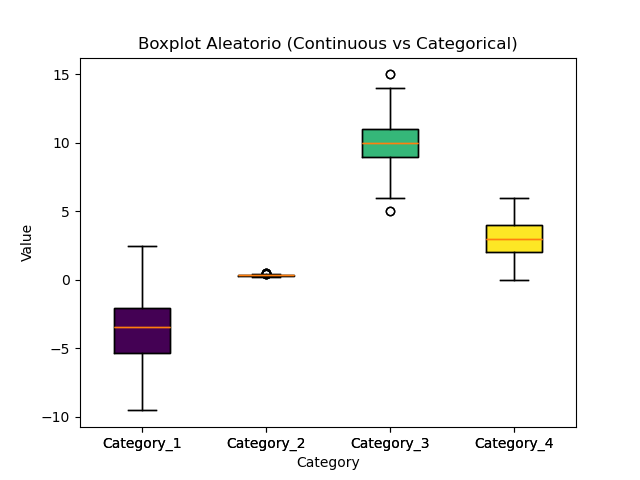 Boxplot Aleatorio (Continuous vs Categorical)
15
10
5
0
−5
−10
Value
Category_1 Category_2 Category_3 Category_4
Category